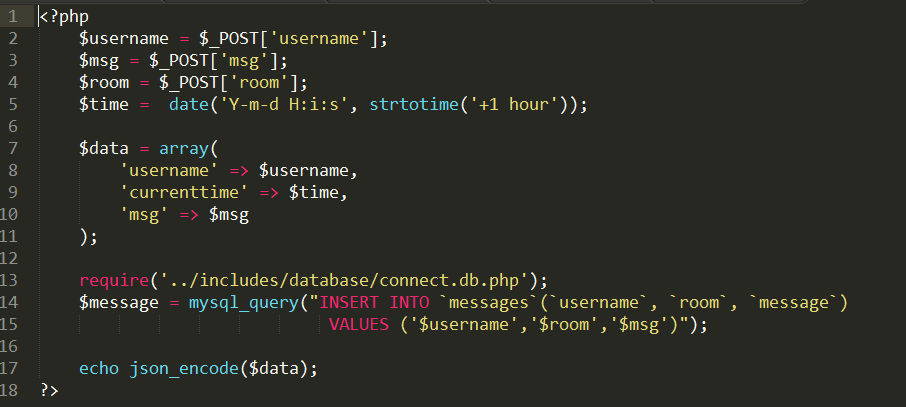 1 <?php
2     $username = $_POST['username'];
3     $msg = $_POST['msg'];
4     $room = $_POST['room'];
5     $time =  date('Y-m-d H:i:s', strtotime('+1 hour'));
6
7     $data = array(
8         'username' => $username,
9         'currenttime' => $time,
10         'msg' => $msg
11     );
12
13     require('../includes/database/connect.db.php');
14     $message = mysql_query("INSERT INTO `messages`(`username`, `room`, `message`)
15                              VALUES ('$username','$room','$msg')");
16
17     echo json_encode($data);
18 ?>